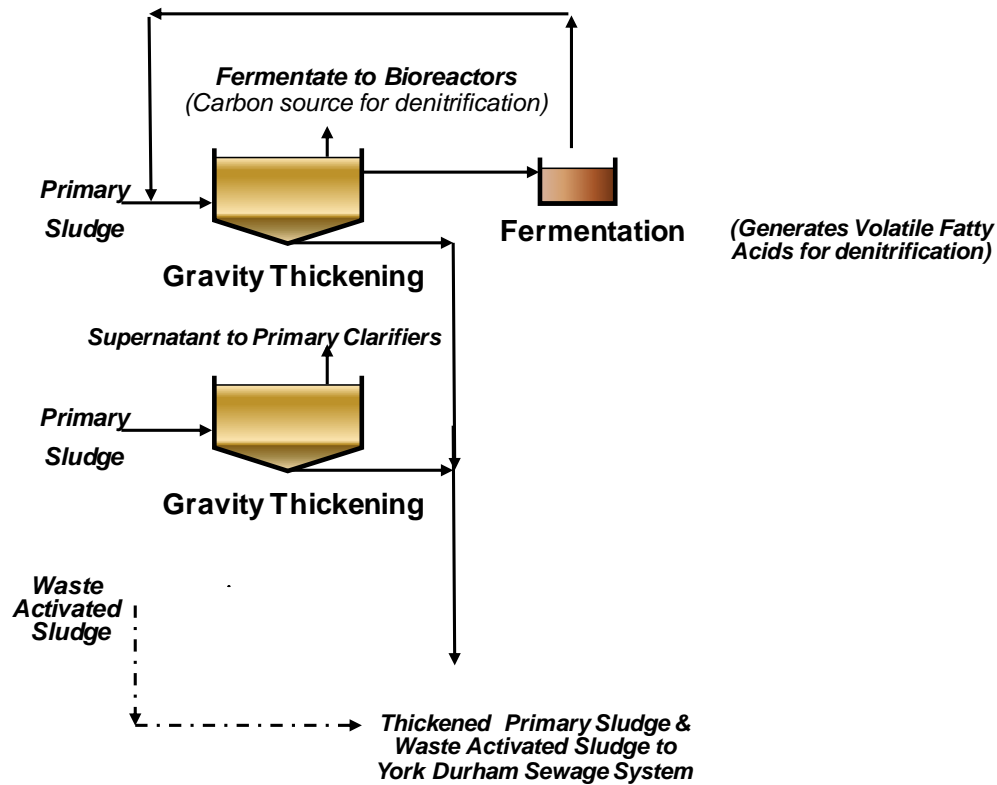 Fermentate to Bioreactors
(Carbon source for denitrification)
Primary
Sludge
Fermentation
(Generates Volatile Fatty
Acids for denitrification)
Gravity Thickening
Supernatant to Primary Clarifiers
Primary
Sludge
Gravity Thickening
Waste
Activated
Sludge
Thickened Primary Sludge &
Waste Activated Sludge to
York Durham Sewage System